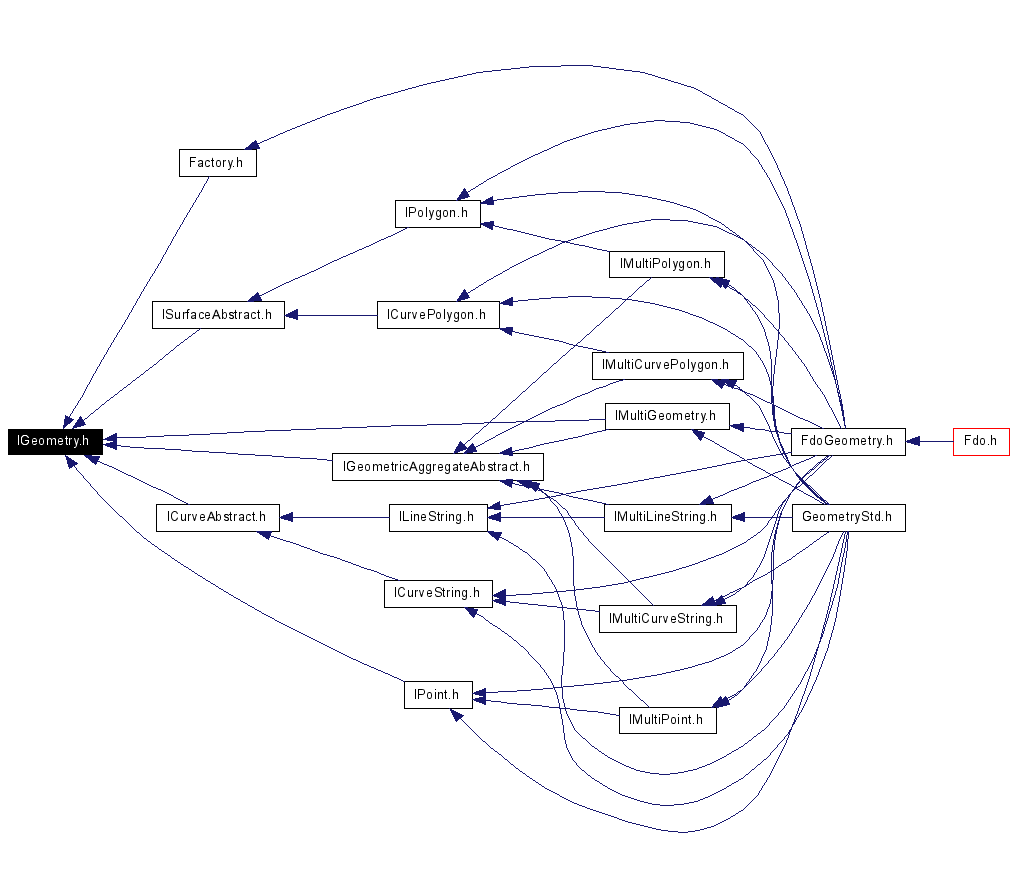 Factory.h
IPolygon.h
IMultiPolygon.h
ISurfaceAbstract.h
ICurvePolygon.h
IMultiCurvePolygon.h
IMultiGeometry.h
IGeometry.h
FdoGeometry.h
Fdo.h
IGeometricAggregateAbstract.h
ICurveAbstract.h
ILineString.h
IMultiLineString.h
GeometryStd.h
ICurveString.h
IMultiCurveString.h
IPoint.h
IMultiPoint.h